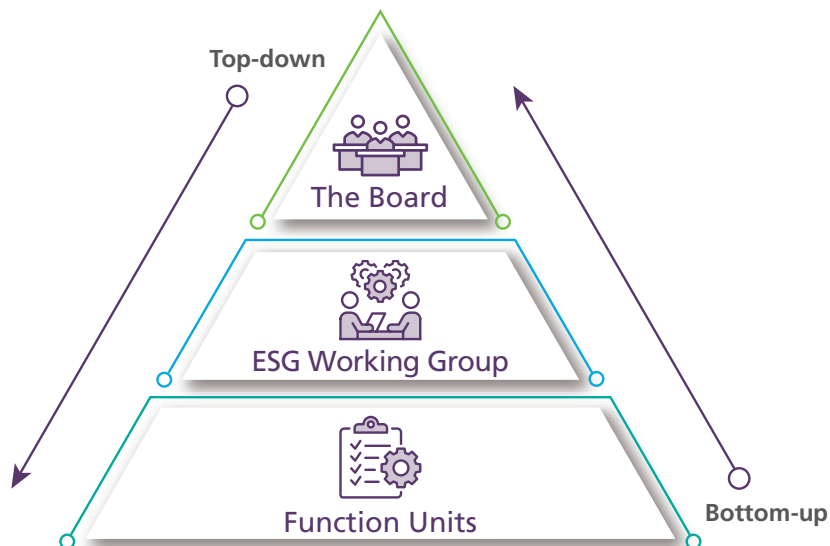 Top-down
The Board
ESG Working Group
Function Units
Bottom-up